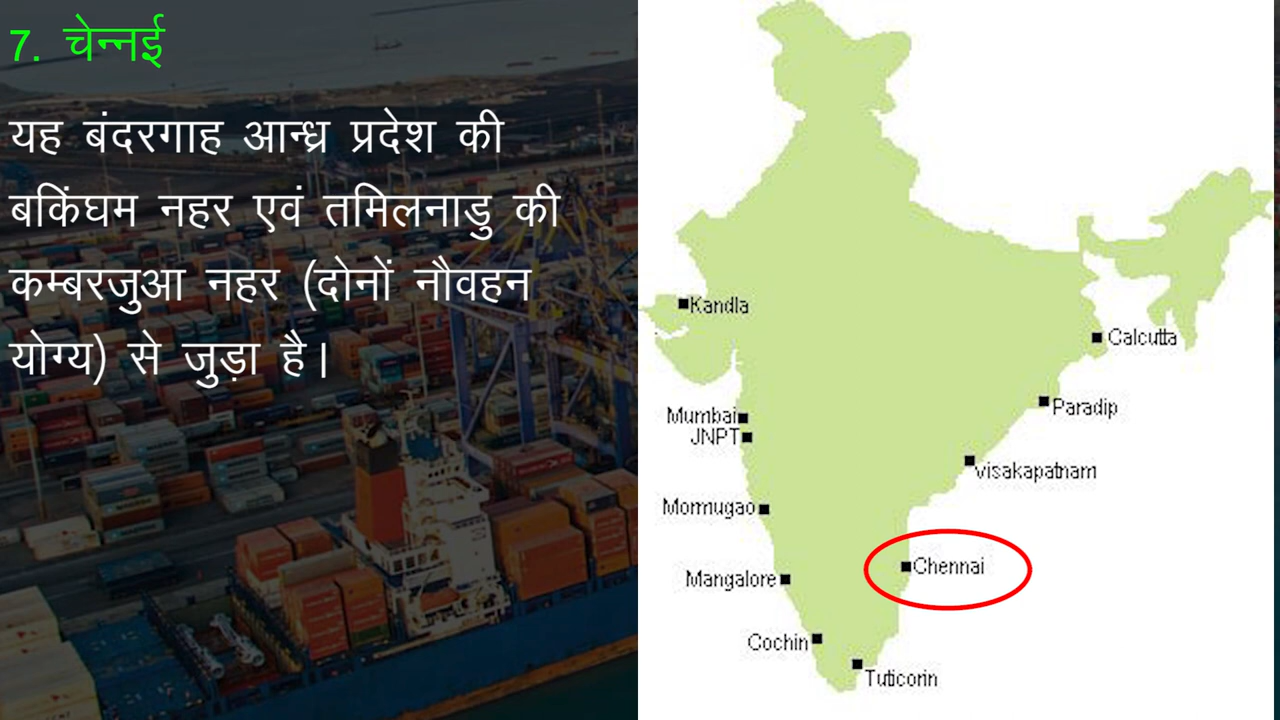 7. चेन्नई
यह बंदरगाह आन्ध्र प्रदेश की
बकिंघम नहर एवं तमिलनाडु की
कम्बरजुआ नहर (दोनों नौवहन
योग्य) से जुड़ा है।
Kandla
Calcutta
Mumbai
JNPT
Paradip
visakapatnam
Mormugao
Chennai
Mangalore
Cochin
Tuticorin